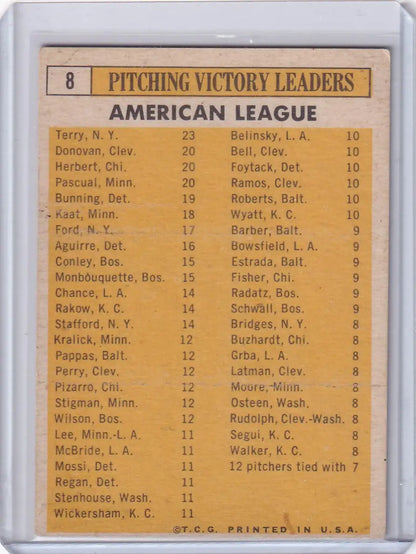 8 PITCHING VICTORY LEADERS
AMERICAN LEAGUE
Terry, N. Y. 23
Donovan, Clev. 20
Herbert, Chi. 20
Pascual, Minn. 20
Bunning, Det. 19
Kaat, Minn. 18
Ford, N. Y. 17
Aguirre, Det. 16
Conley, Bos. 15
Monbouquette, Bos. 15
Chance, L. A. 14
Rakow, K. C. 14
Stafford, N. Y. 14
Kralick, Minn. 12
Pappas, Balt. 12
Perry, Clev. 12
Pizarro, Chi. 12
Stigman, Minn. 12
Wilson, Bos. 12
Lee, Minn.-L. A. 11
McBride, L. A. 11
Mossi, Det. 11
Regan, Det. 11
Stenhouse, Wash. 11
Wickersham, K. C. 11
Belinsky, L. A. 10
Bell, Clev. 10
Foytack, Det. 10
Ramos, Clev. 10
Roberts, Balt. 10
Wyatt, K. C. 10
Barber, Balt. 9
Bowsfield, L. A. 9
Estrada, Balt. 9
Fisher, Chi. 9
Radatz, Bos. 9
Schwall, Bos. 9
Bridges, N. Y. 8
Buzhardt, Chi. 8
Grba, L. A. 8
Latman, Clev. 8
Moore, Minn. 8
Osteen, Wash. 8
Rudolph, Clev.-Wash. 8
Segui, K. C. 8
Walker, K. C. 8
12 pitchers tied with 7
©T.C.G. PRINTED IN U.S.A.